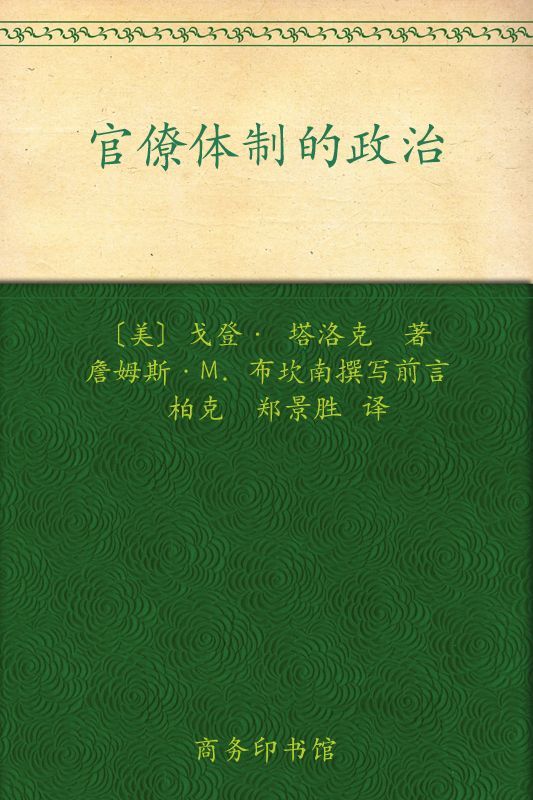 官僚体制的政治
〔美〕 戈登· 塔洛克 著
詹姆斯·M. 布坎南撰写前言
柏克 郑景胜 译
商务印书馆